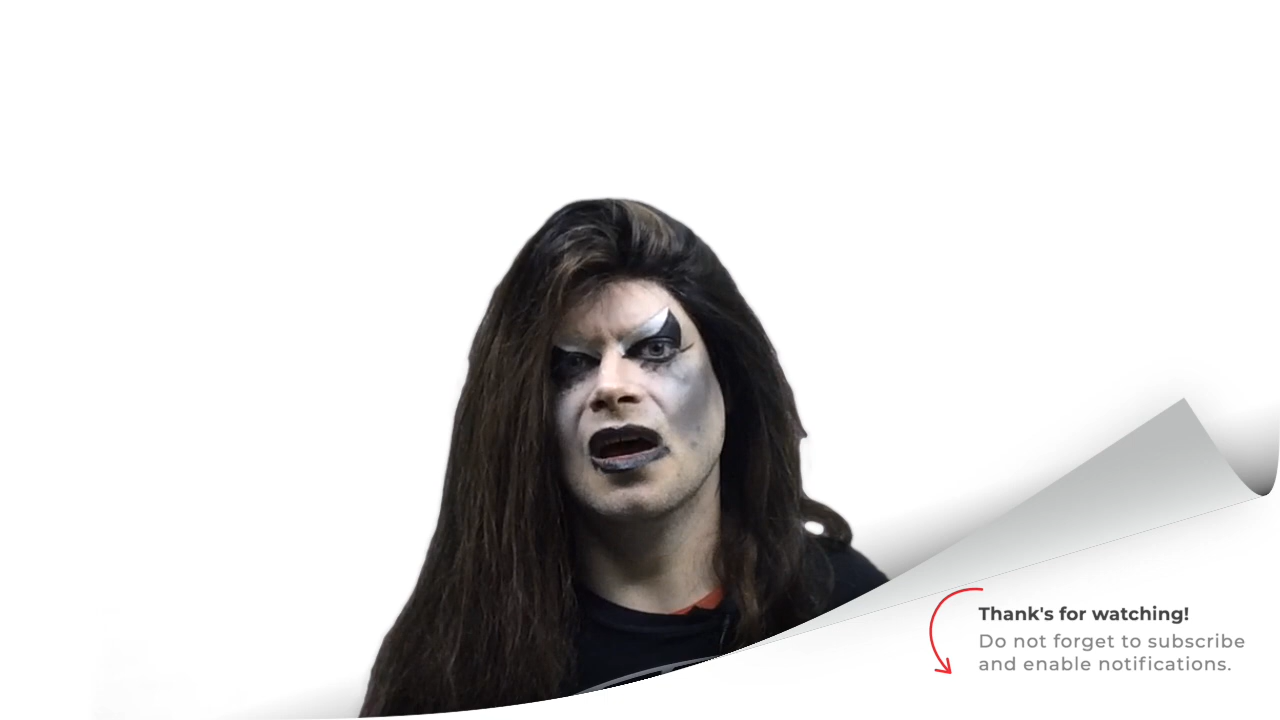 Thank's for watching!
Do not forget to subscribe
and enable notifications.